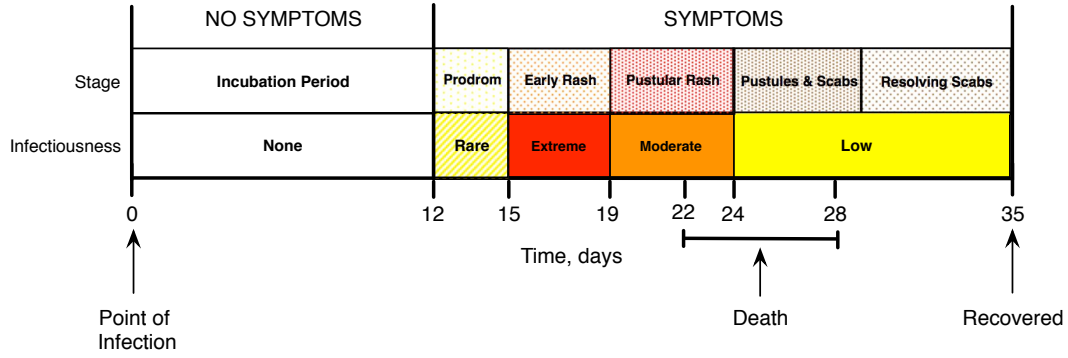 NO SYMPTOMS
SYMPTOMS
Stage
Incubation Period
Prodrom
Early Rash
Pustular Rash
Pustules & Scabs
Resolving Scabs
Infectiousness
None
Rare
Extreme
Moderate
Low
0
12
15
19
22
24
28
35
Time, days
Point of
Infection
Death
Recovered